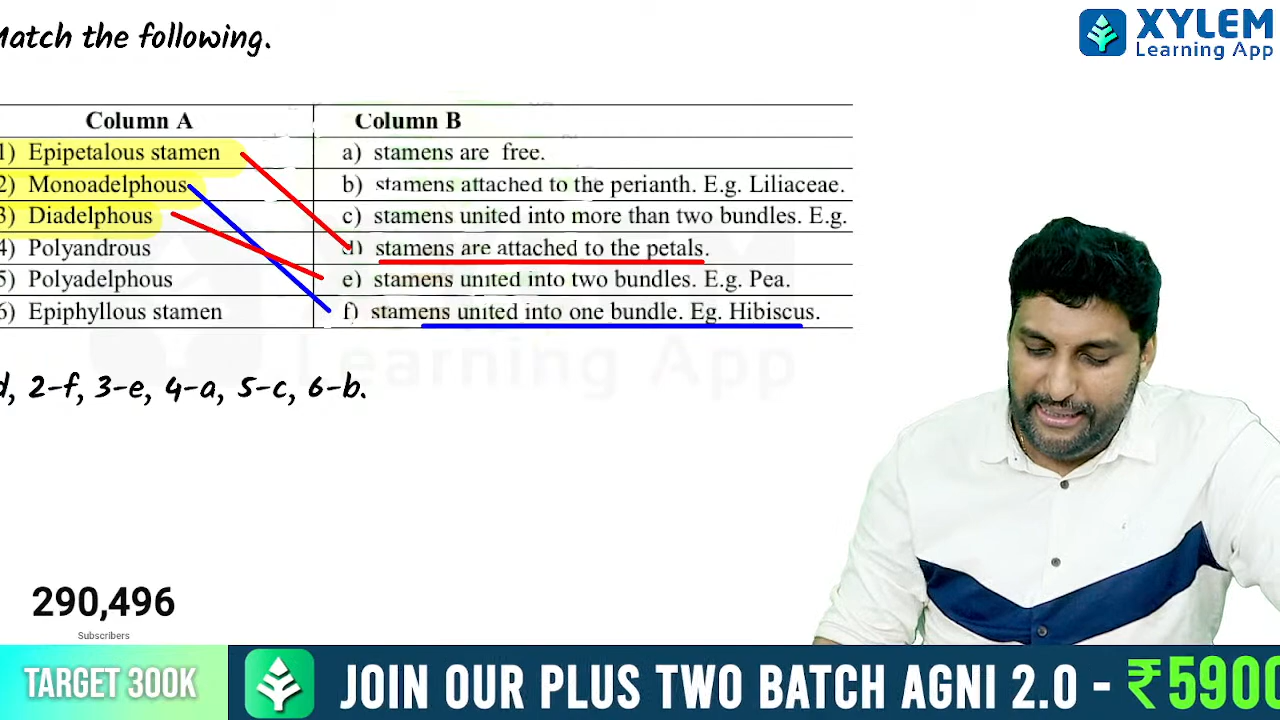 Match the following.
XYLEM
Learning App
Column A Column B
1) Epipetalous stamen a) stamens are free.
2) Monoadelphous b) stamens attached to the perianth. E.g. Liliaceae.
3) Diadelphous c) stamens united into more than two bundles. E.g.
4) Polyandrous d) stamens are attached to the petals.
5) Polyadelphous e) stamens united into two bundles. E.g. Pea.
6) Epiphyllous stamen f) stamens united into one bundle. Eg. Hibiscus.
Learning App
d, 2-f, 3-e, 4-a, 5-c, 6-b.
290,496
Subscribers
TARGET 300K
JOIN OUR PLUS TWO BATCH AGNI 2.0 - ₹5900